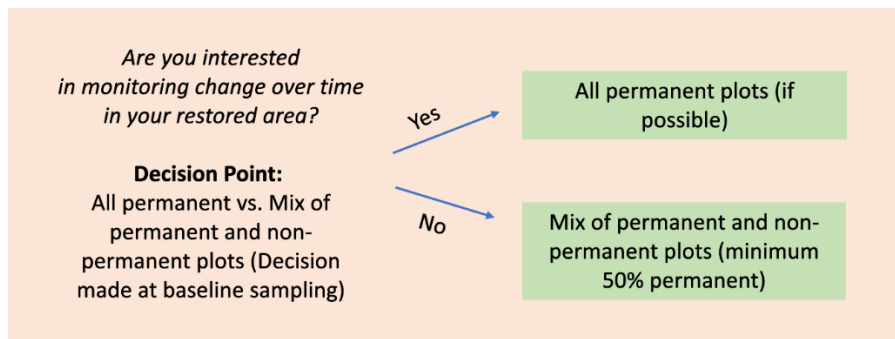 Are you interested
in monitoring change over time
in your restored area?
Decision Point:
All permanent vs. Mix of
permanent and non-
permanent plots (Decision
made at baseline sampling)
Yes
No
All permanent plots (if
possible)
Mix of permanent and non-
permanent plots (minimum
50% permanent)